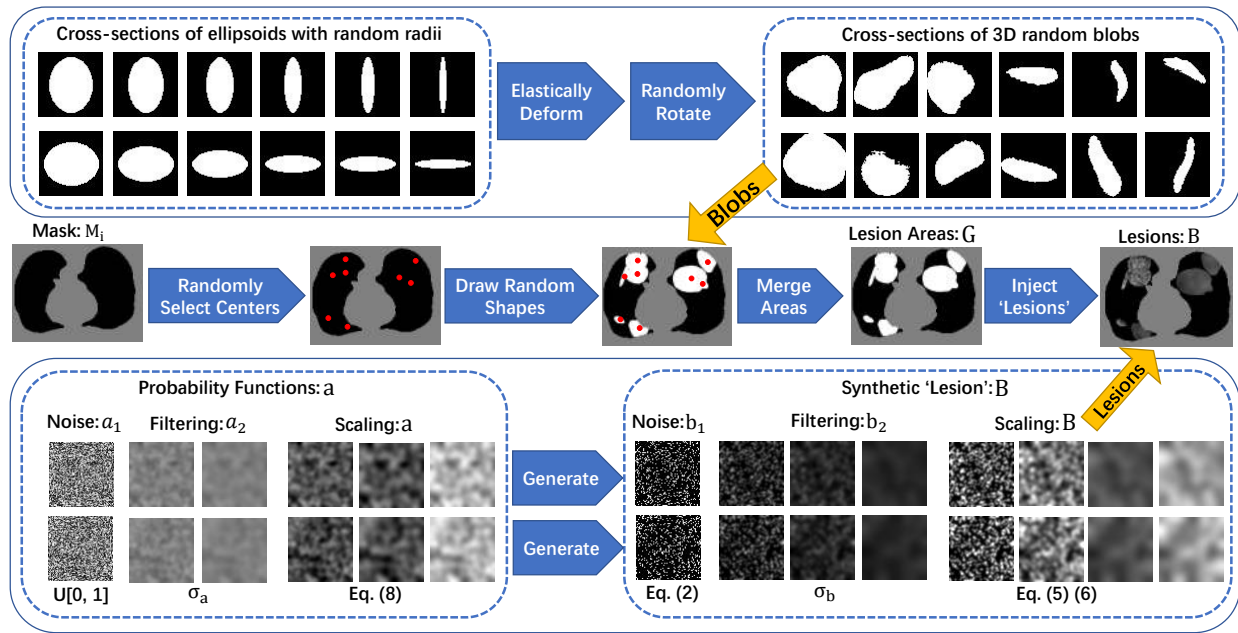 Cross-sections of ellipsoids with random radii
Elastically
Deform
Randomly
Rotate
Cross-sections of 3D random blobs
Blobs
Mask: Mᵢ
Randomly
Select Centers
Draw Random
Shapes
Merge
Areas
Lesion Areas: G
Inject
‘Lesions’
Lesions: B
Lesions
Probability Functions: a
Noise: a₁
Filtering: a₂
Scaling: a
U[0, 1]
σₐ
Eq. (8)
Generate
Generate
Synthetic ‘Lesion’: B
Noise: b₁
Filtering: b₂
Scaling: B
Eq. (2)
σ_b
Eq. (5) (6)